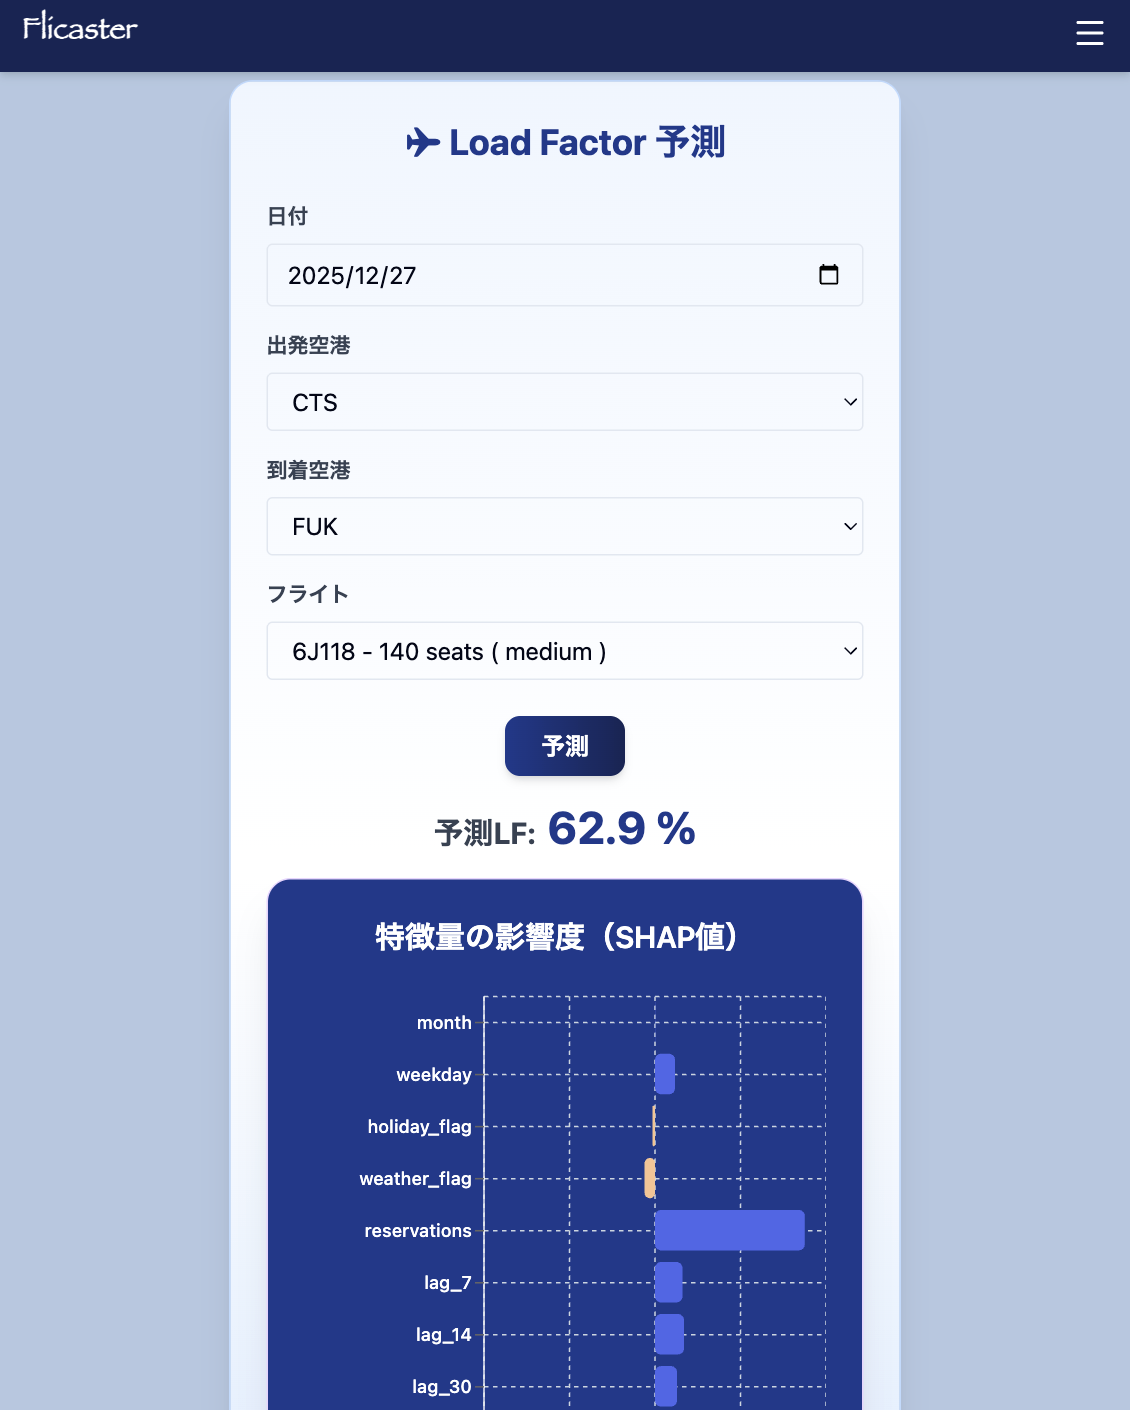 Flicaster
Load Factor 予測
日付
2025/12/27
出発空港
CTS
到着空港
FUK
フライト
6J118 - 140 seats ( medium )
予測
予測LF: 62.9 %
特徴量の影響度（SHAP値）
month
weekday
holiday_flag
weather_flag
reservations
lag_7
lag_14
lag_30